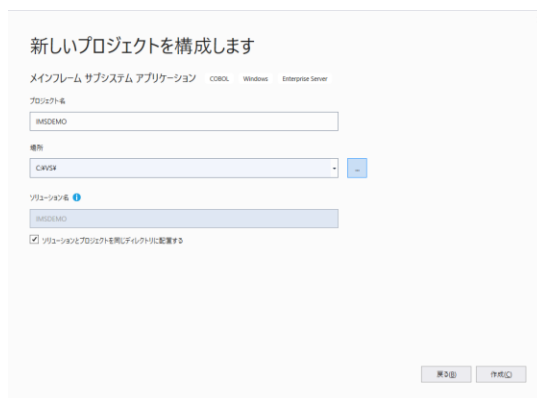 新しいプロジェクトを構成します
メインフレーム サブシステム アプリケーション COBOL Windows Enterprise Server
プロジェクト名
IMSDEMO
場所
C:¥VS¥
...
ソリューション名
IMSDEMO
ソリューションとプロジェクトを同じディレクトリに配置する
戻る(B) 作成(C)